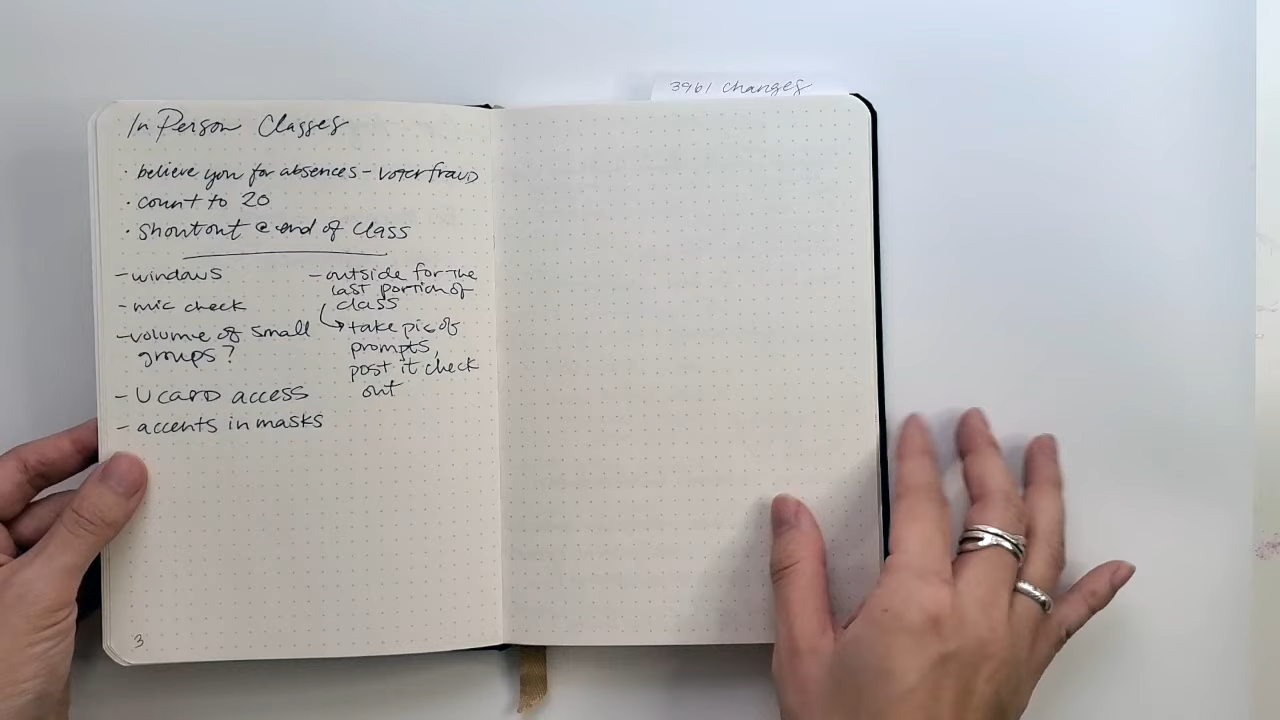 3961 changes
In Person Classes
· believe you for absences - voter fraud
· count to 20
· shoutout @ end of class
- windows
- mic check
- volume of small
groups?
- U card access
- accents in masks
- outside for the
last portion of
class
→ take pic of
prompts,
post it check
out
3